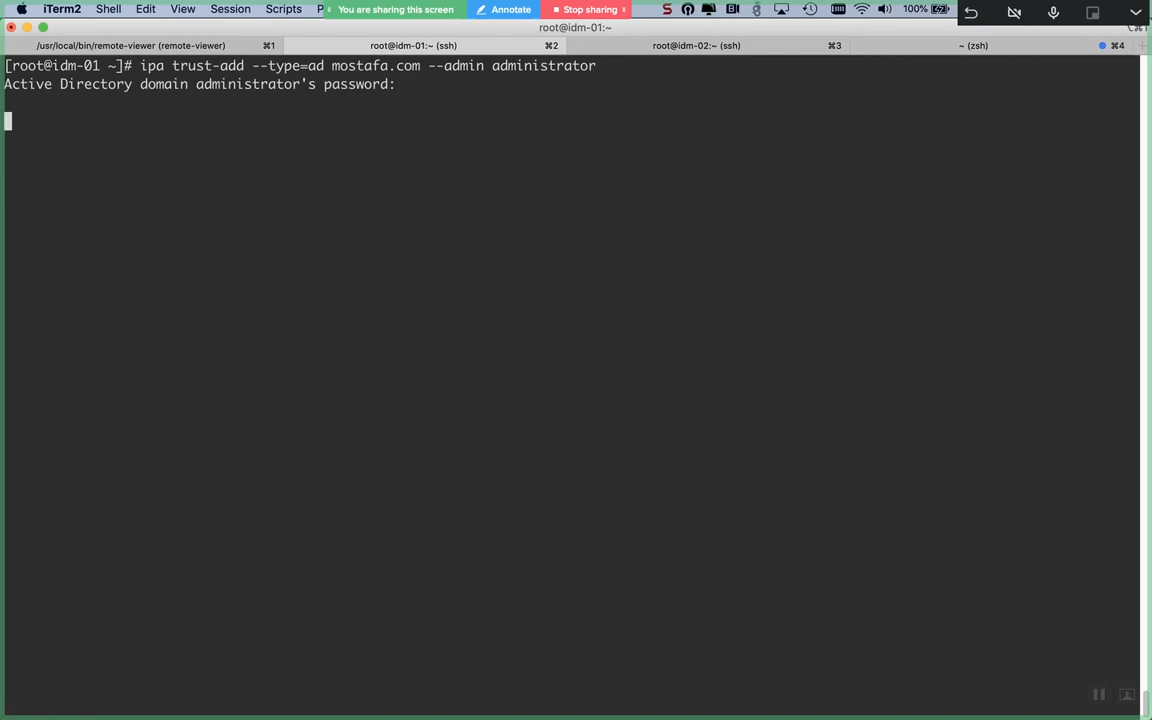 iTerm2 Shell Edit View Session Scripts P
You are sharing this screen Annotate Stop sharing
100%
root@idm-01:~
/usr/local/bin/remote-viewer (remote-viewer) ⌘1 root@idm-01:~ (ssh) ⌘2 root@idm-02:~ (ssh) ⌘3 ~ (zsh) ⌘4
[root@idm-01 ~]# ipa trust-add --type=ad mostafa.com --admin administrator
Active Directory domain administrator's password: